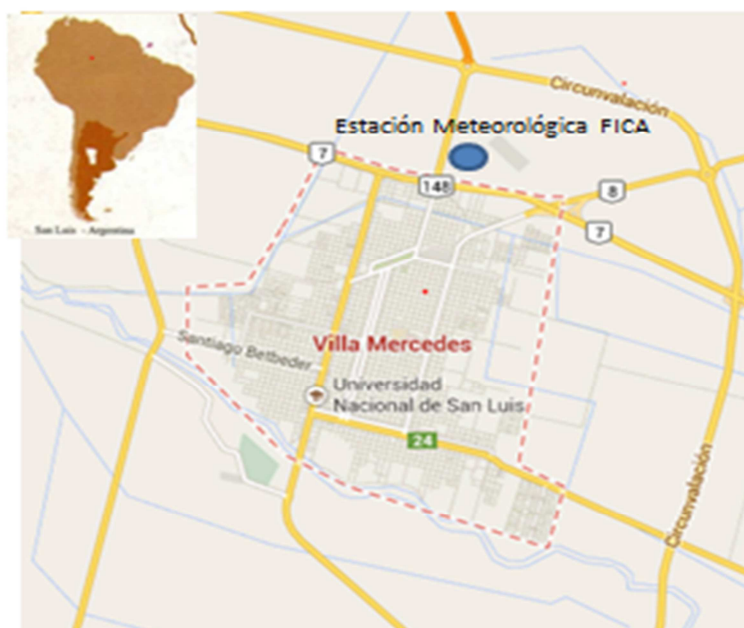 San Luis - Argentina
Circunvalación
Estación Meteorológica FICA
7
148
8
7
Villa Mercedes
Santiago Betbeder
Universidad
Nacional de San Luis
24
Circunvalación